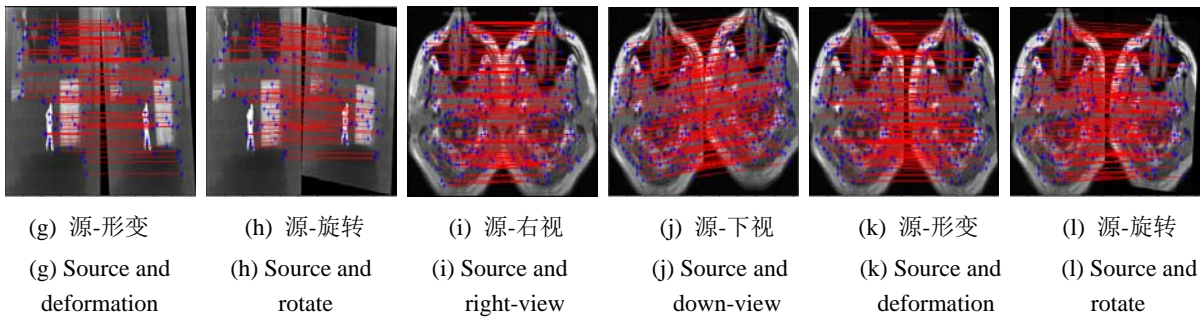 (g) 源-形变
(h) 源-旋转
(i) 源-右视
(j) 源-下视
(k) 源-形变
(l) 源-旋转
(g) Source and
deformation
(h) Source and
rotate
(i) Source and
right-view
(j) Source and
down-view
(k) Source and
deformation
(l) Source and
rotate